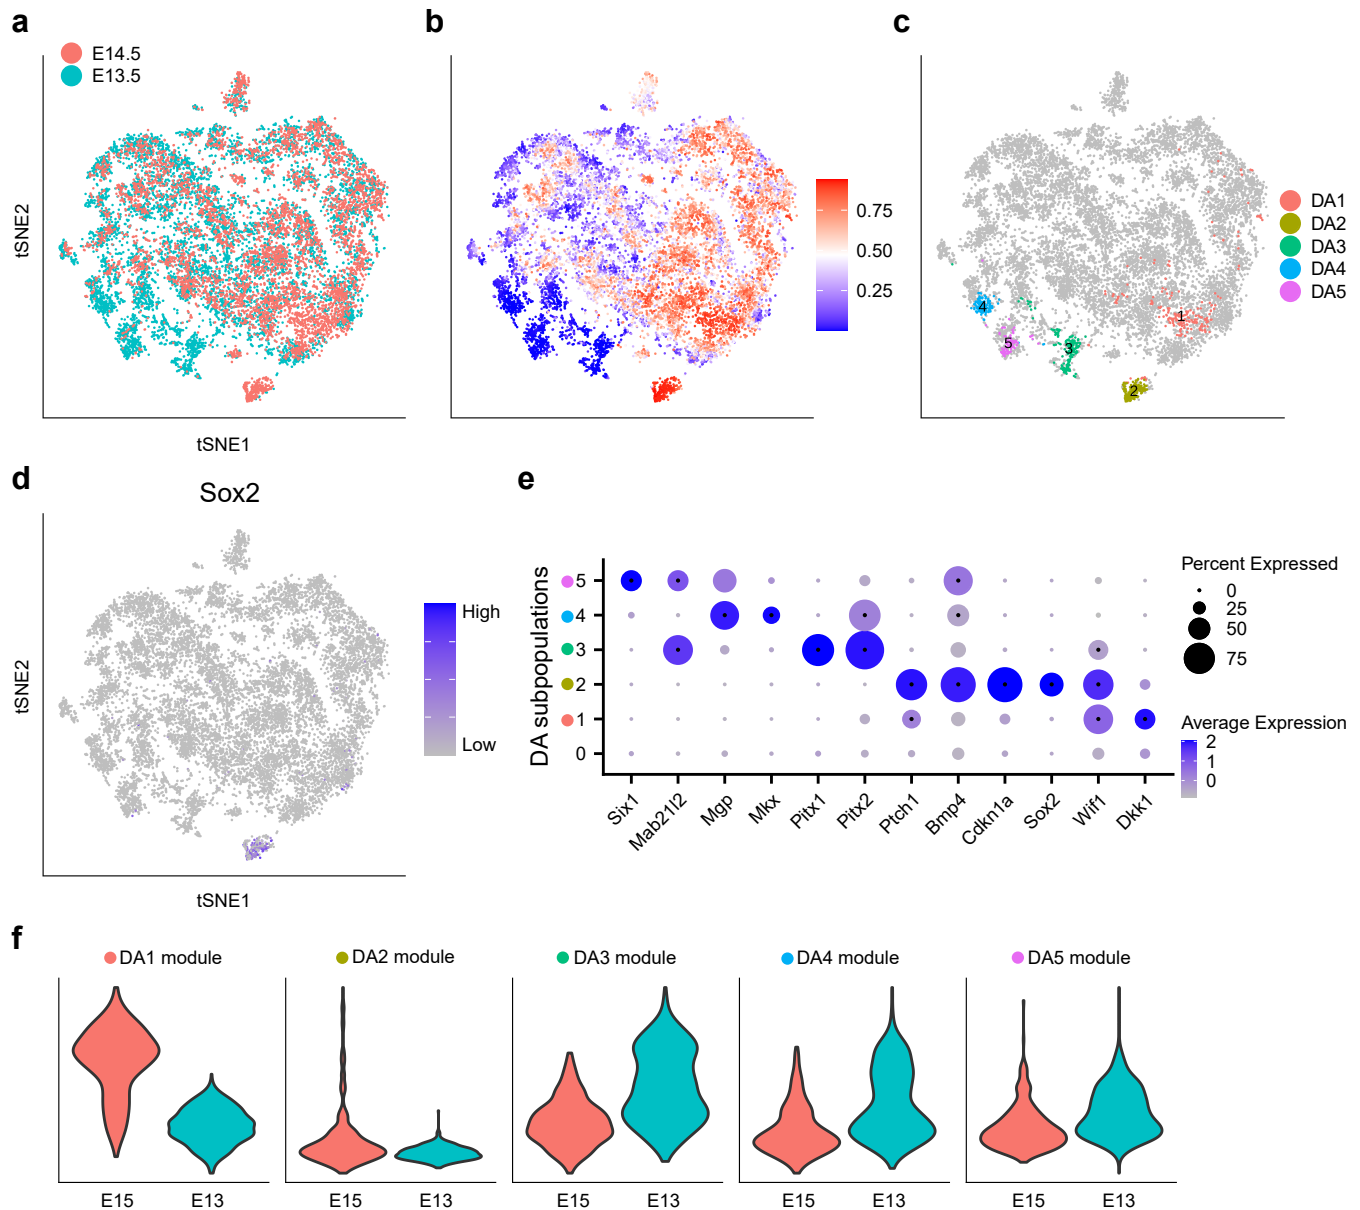 a
E14.5
E13.5
tSNE2
tSNE1
b
0.75
0.50
0.25
c
1
2
3
4
5
DA1
DA2
DA3
DA4
DA5
d
Sox2
tSNE2
tSNE1
High
Low
e
DA subpopulations
5
4
3
2
1
0
Six1
Mab21l2
Mgp
Mkx
Pitx1
Pitx2
Ptch1
Bmp4
Cdkn1a
Sox2
Wif1
Dkk1
Percent Expressed
0
25
50
75
Average Expression
2
1
0
f
DA1 module
E15 E13
DA2 module
E15 E13
DA3 module
E15 E13
DA4 module
E15 E13
DA5 module
E15 E13